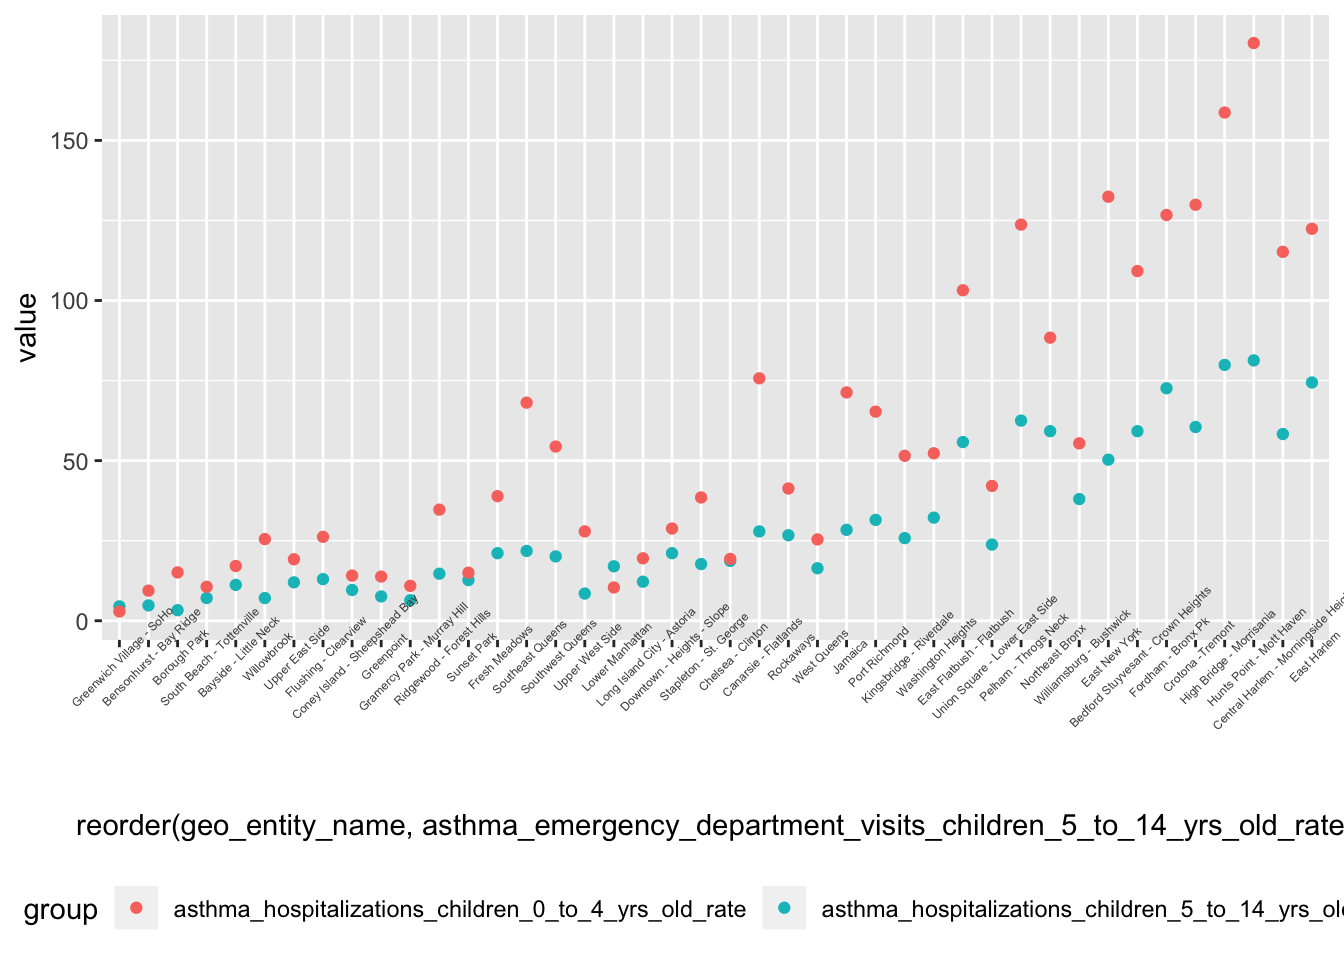 150
100
50
0
value
Greenwich Village - SoHo
Bensonhurst - Bay Ridge
Borough Park
South Beach - Tottenville
Bayside - Little Neck
Willowbrook
Upper East Side
Flushing - Clearview
Coney Island - Sheepshead Bay
Greenpoint
Gramercy Park - Murray Hill
Ridgewood - Forest Hills
Sunset Park
Fresh Meadows
Southeast Queens
Southwest Queens
Upper West Side
Lower Manhattan
Long Island City - Astoria
Downtown - Heights - Slope
Stapleton - St. George
Chelsea - Clinton
Canarsie - Flatlands
Rockaways
West Queens
Jamaica
Port Richmond
Kingsbridge - Riverdale
Washington Heights
East Flatbush - Flatbush
Union Square - Lower East Side
Pelham - Throgs Neck
Northeast Bronx
Williamsburg - Bushwick
East New York
Bedford Stuyvesant - Crown Heights
Fordham - Bronx Pk
Crotona - Tremont
High Bridge - Morrisania
Hunts Point - Mott Haven
Central Harlem - Morningside Hei
East Harlem
reorder(geo_entity_name, asthma_emergency_department_visits_children_5_to_14_yrs_old_rate
group
asthma_hospitalizations_children_0_to_4_yrs_old_rate
asthma_hospitalizations_children_5_to_14_yrs_ol